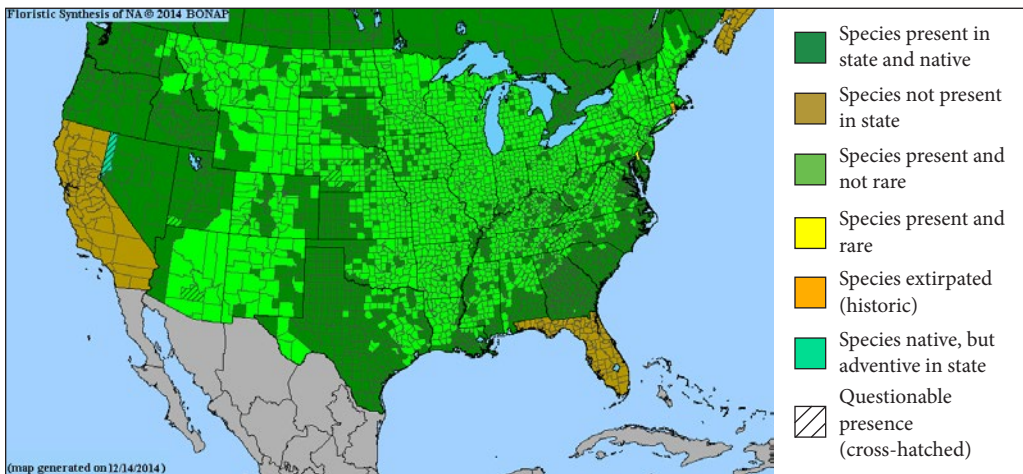 Floristic Synthesis of NA © 2014 BONAP
(map generated on 12/14/2014)
Species present in
state and native
Species not present
in state
Species present and
not rare
Species present and
rare
Species extirpated
(historic)
Species native, but
adventive in state
Questionable
presence
(cross-hatched)